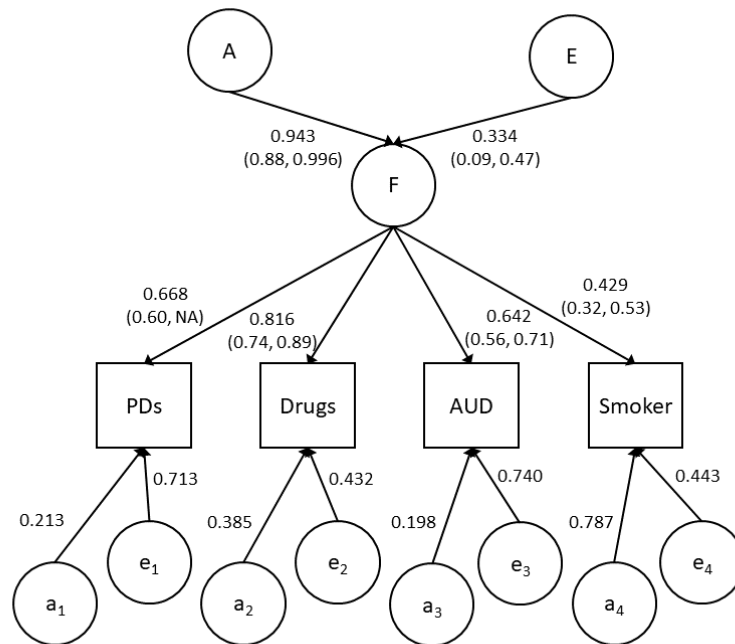 A
E
0.943
(0.88, 0.996)
0.334
(0.09, 0.47)
F
0.668
(0.60, NA)
0.816
(0.74, 0.89)
0.642
(0.56, 0.71)
0.429
(0.32, 0.53)
PDs
Drugs
AUD
Smoker
0.213
0.713
0.385
0.432
0.198
0.740
0.787
0.443
a₁
e₁
a₂
e₂
a₃
e₃
a₄
e₄